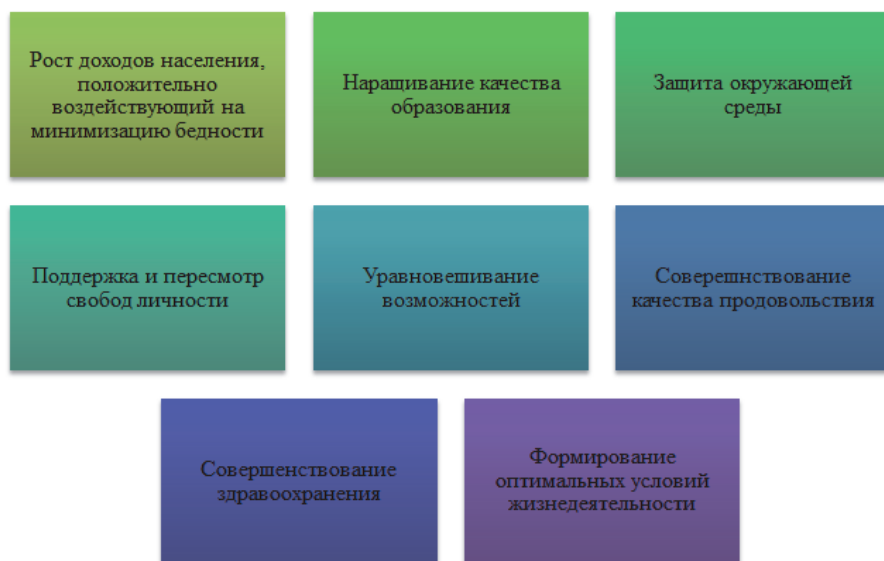 Рост доходов населения,
положительно
воздействующий на
минимизацию бедности
Наращивание качества
образования
Защита окружающей
среды
Поддержка и пересмотр
свобод личности
Уравновешивание
возможностей
Соверешнствование
качества продовольствия
Совершенствование
здравоохранения
Формирование
оптимальных условий
жизнедеятельности